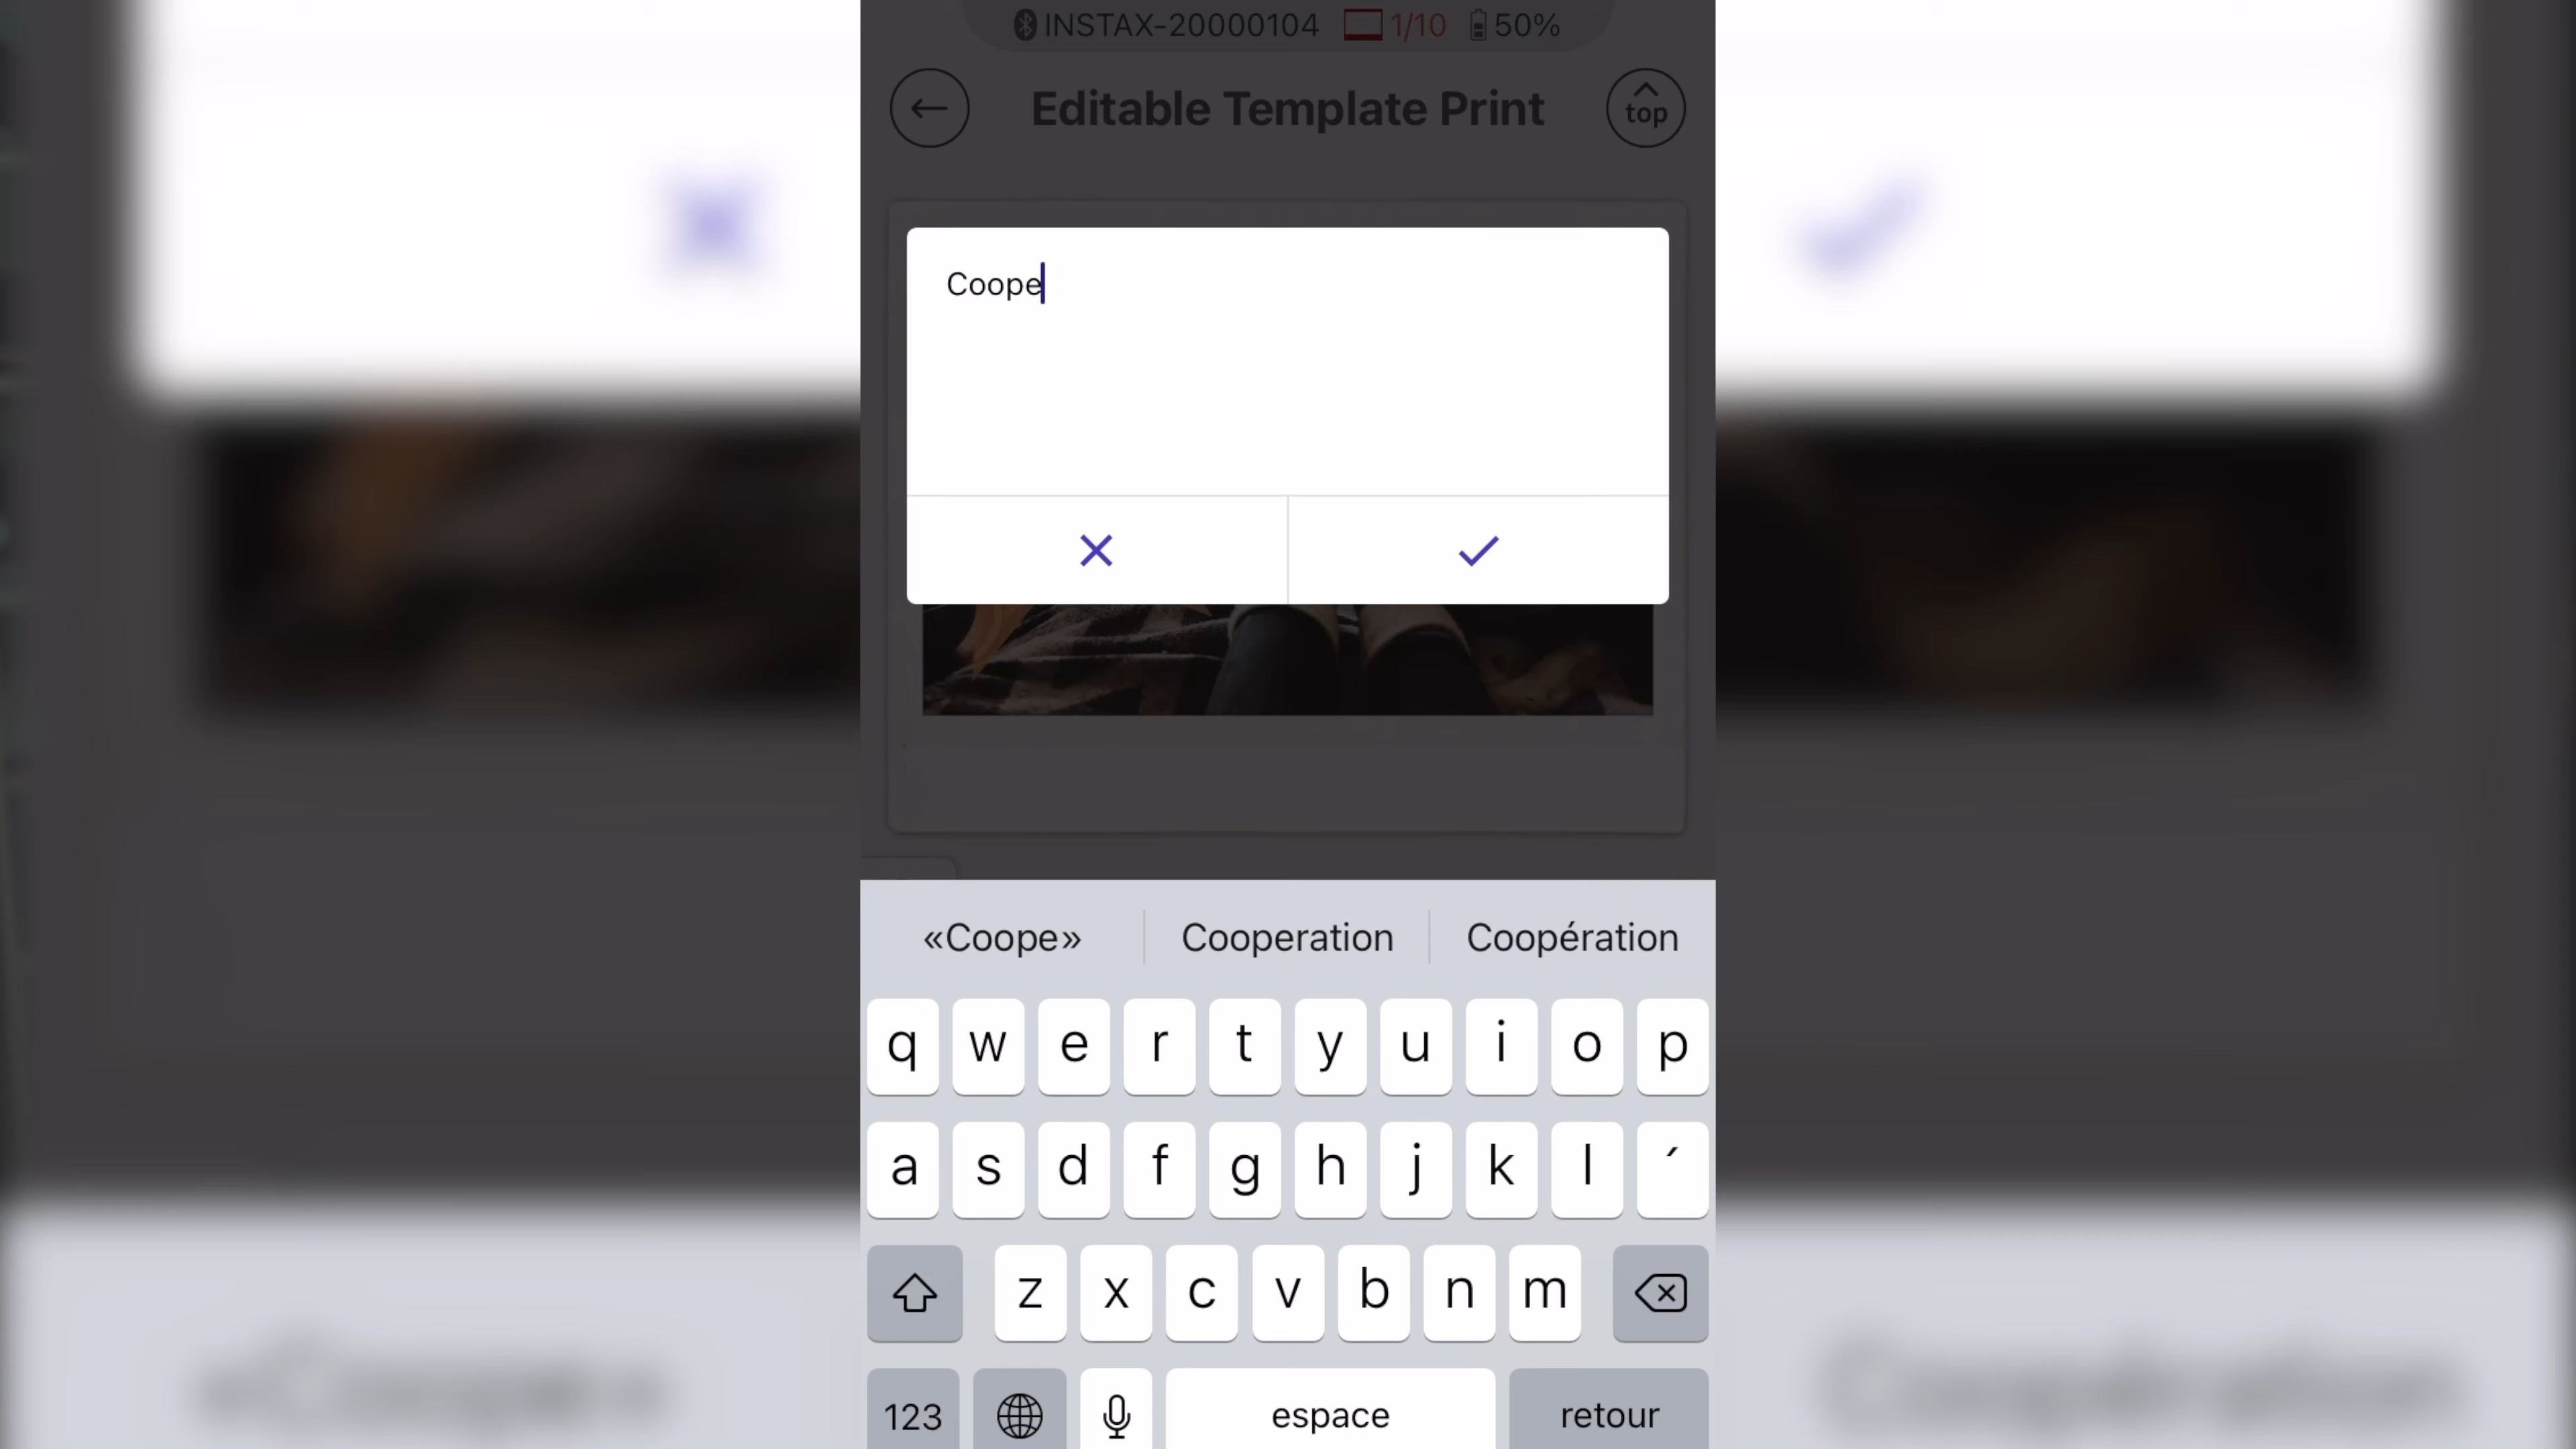 INSTAX-20000104 1/10 50%
Editable Template Print
top
Coope
«Coope» Cooperation Coopération
q w e r t y u i o p
a s d f g h j k l ´
z x c v b n m
123 espace retour